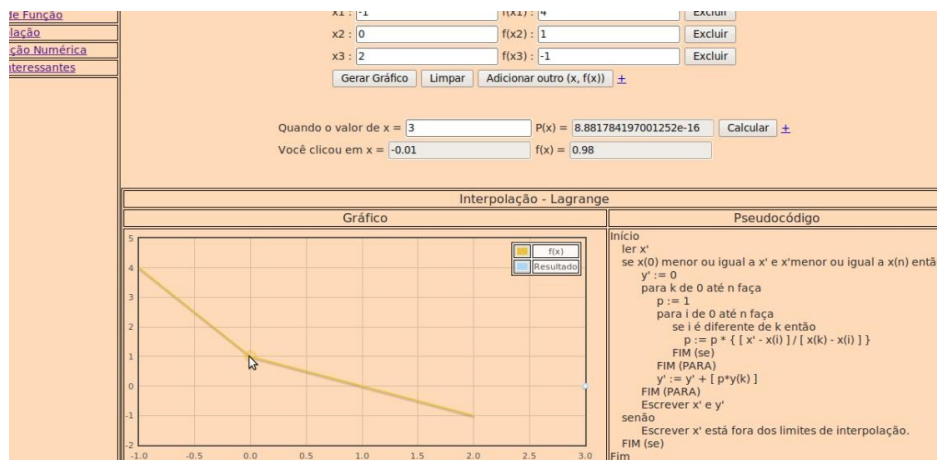 de Função
lação
ção Numérica
nteressantes
x1 : -1 f(x1) : 4 Excluir
x2 : 0 f(x2) : 1 Excluir
x3 : 2 f(x3) : -1 Excluir
Gerar Gráfico Limpar Adicionar outro (x, f(x)) +
Quando o valor de x = 3 P(x) = 8.881784197001252e-16 Calcular +
Você clicou em x = -0.01 f(x) = 0.98
Interpolação - Lagrange
Gráfico Pseudocódigo
5
4
3
2
1
0
-1
-2
-1.0 -0.5 0.0 0.5 1.0 1.5 2.0 2.5 3.0
f(x)
Resultado
Início
ler x'
se x(0) menor ou igual a x' e x'menor ou igual a x(n) entã
y' := 0
para k de 0 até n faça
p := 1
para i de 0 até n faça
se i é diferente de k então
p := p * { [ x' - x(i) ] / [ x(k) - x(i) ] }
FIM (se)
FIM (PARA)
y' := y' + [ p*y(k) ]
FIM (PARA)
Escrever x' e y'
senão
Escrever x' está fora dos limites de interpolação.
FIM (se)
Fim